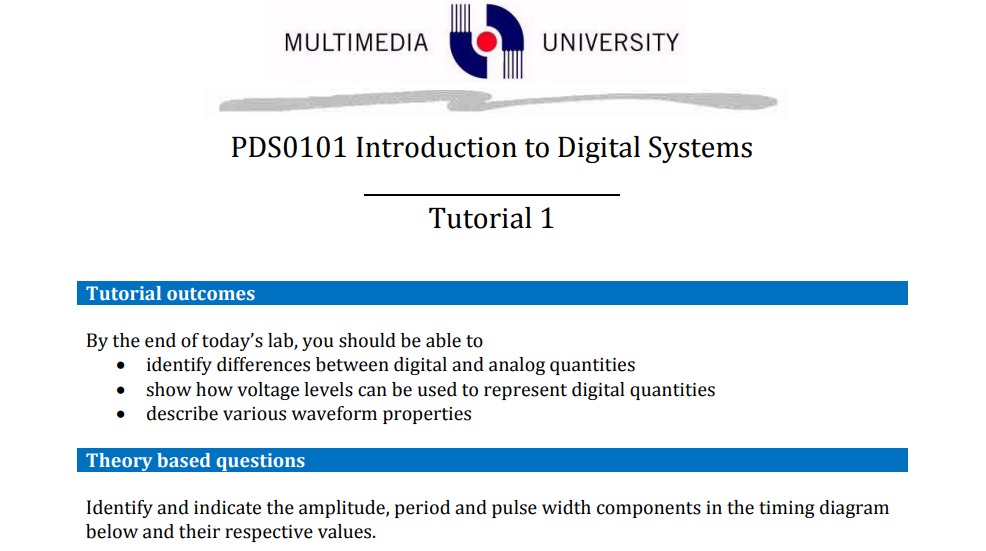 MULTIMEDIA UNIVERSITY
PDS0101 Introduction to Digital Systems
Tutorial 1
Tutorial outcomes
By the end of today’s lab, you should be able to
• identify differences between digital and analog quantities
• show how voltage levels can be used to represent digital quantities
• describe various waveform properties
Theory based questions
Identify and indicate the amplitude, period and pulse width components in the timing diagram
below and their respective values.